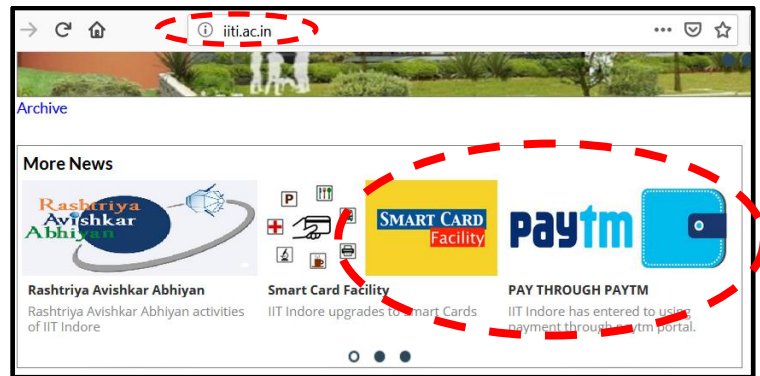 iiti.ac.in
Archive
More News
Rashtriya
Avishkar
Abhiyan
P
SMART CARD
Facility
paytm
Rashtriya Avishkar Abhiyan
Rashtriya Avishkar Abhiyan activities
of IIT Indore
Smart Card Facility
IIT Indore upgrades to Smart Cards
PAY THROUGH PAYTM
IIT Indore has entered to using
payment through paytm portal.